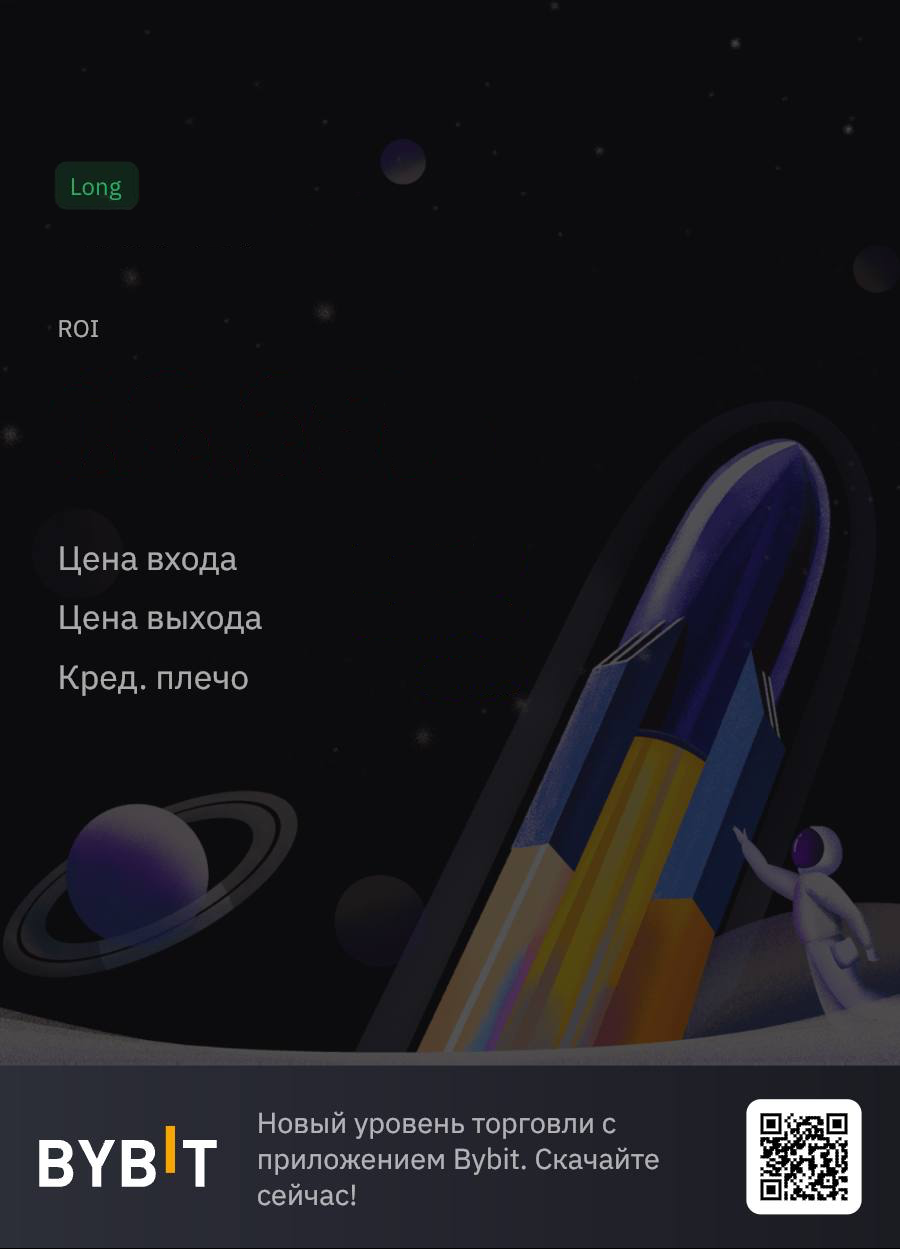 Long
ROI
Цена входа
Цена выхода
Кред. плечо
BYBIT
Новый уровень торговли с
приложением Bybit. Скачайте
сейчас!